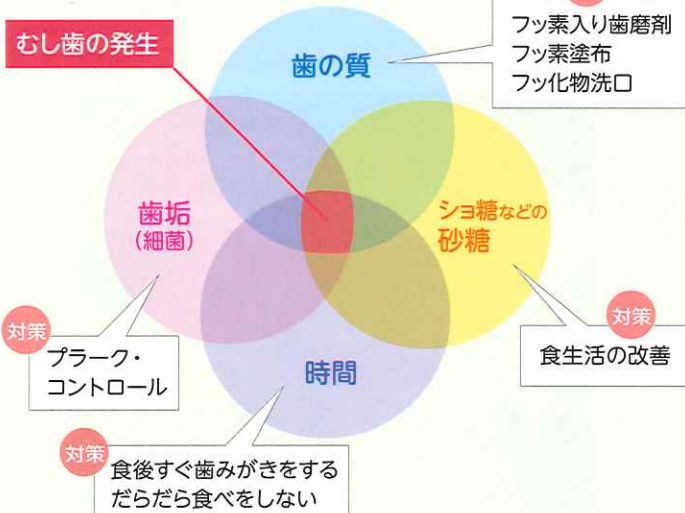 むし歯の発生
歯の質
フッ素入り歯磨剤
フッ素塗布
フッ化物洗口
歯垢
(細菌)
ショ糖などの
砂糖
対策
プラーク・
コントロール
時間
対策
食生活の改善
対策
食後すぐ歯みがきをする
だらだら食べをしない